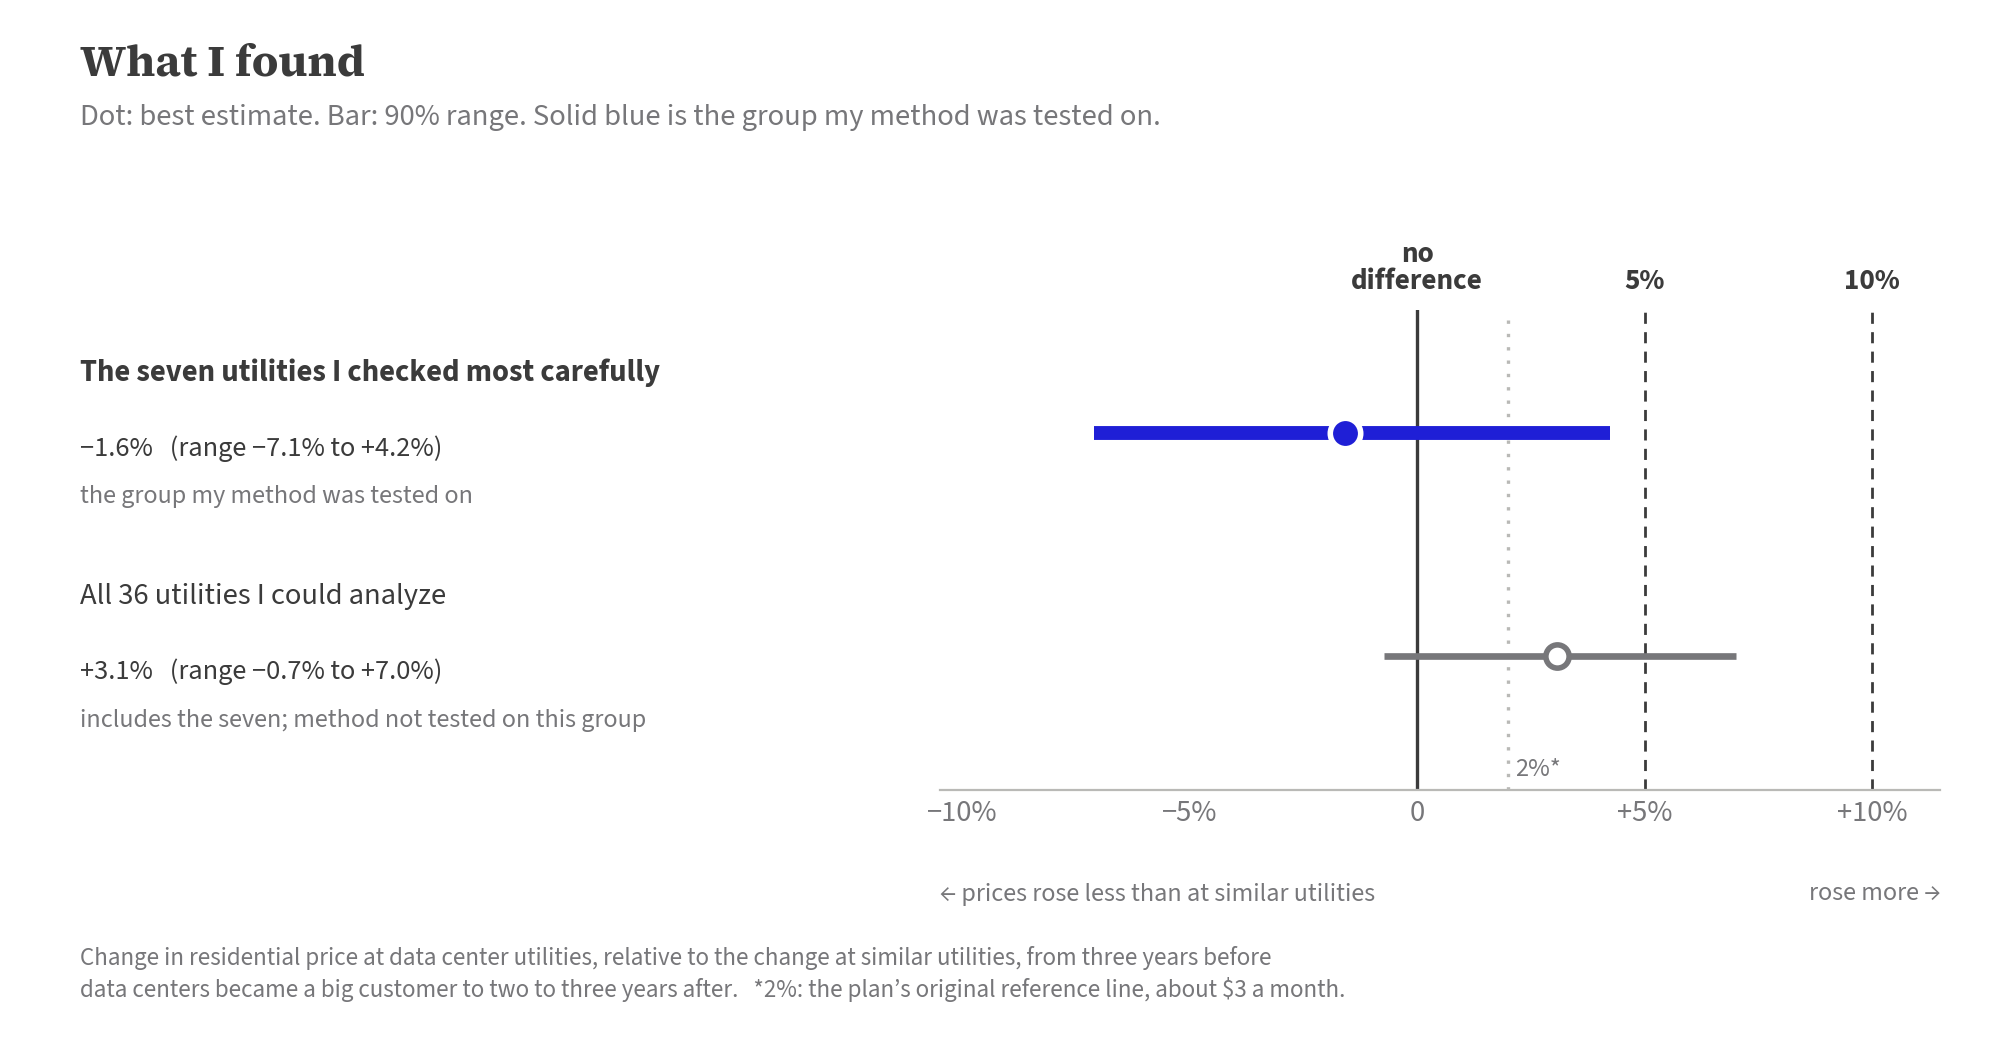 What I found
Dot: best estimate. Bar: 90% range. Solid blue is the group my method was tested on.
no
difference
5%
10%
The seven utilities I checked most carefully
−1.6% (range −7.1% to +4.2%)
the group my method was tested on
All 36 utilities I could analyze
+3.1% (range −0.7% to +7.0%)
includes the seven; method not tested on this group
2%*
−10%
−5%
0
+5%
+10%
← prices rose less than at similar utilities
rose more →
Change in residential price at data center utilities, relative to the change at similar utilities, from three years before
data centers became a big customer to two to three years after. *2%: the plan’s original reference line, about $3 a month.